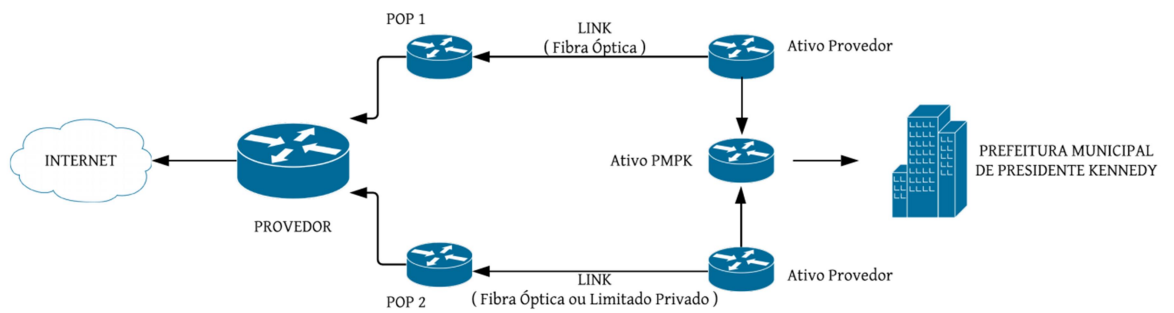 POP 1
LINK
( Fibra Óptica )
Ativo Provedor
INTERNET
PROVEDOR
Ativo PMPK
PREFEITURA MUNICIPAL
DE PRESIDENTE KENNEDY
POP 2
LINK
( Fibra Óptica ou Limitado Privado )
Ativo Provedor